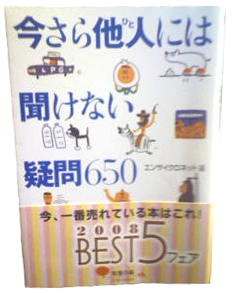 今さら他人には
ひと
聞けない
疑問650
エンサイクロネット 編
今、一番売れている本はこれ!
2008
BEST5フェア